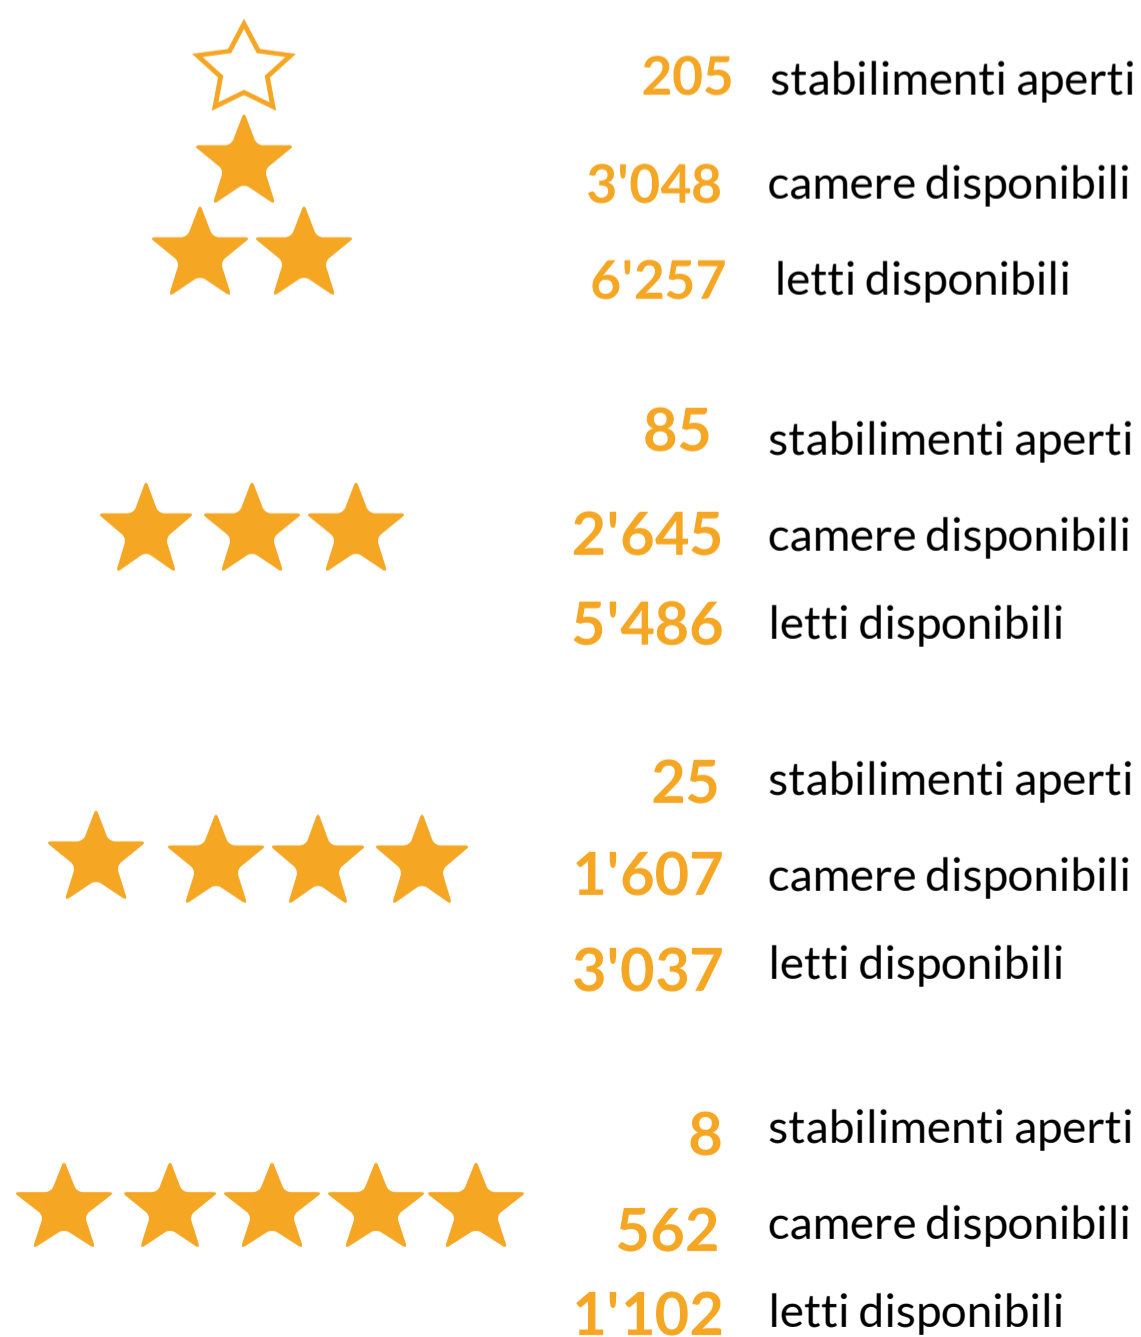 205 stabilimenti aperti
3'048 camere disponibili
6'257 letti disponibili
85 stabilimenti aperti
2'645 camere disponibili
5'486 letti disponibili
25 stabilimenti aperti
1'607 camere disponibili
3'037 letti disponibili
8 stabilimenti aperti
562 camere disponibili
1'102 letti disponibili